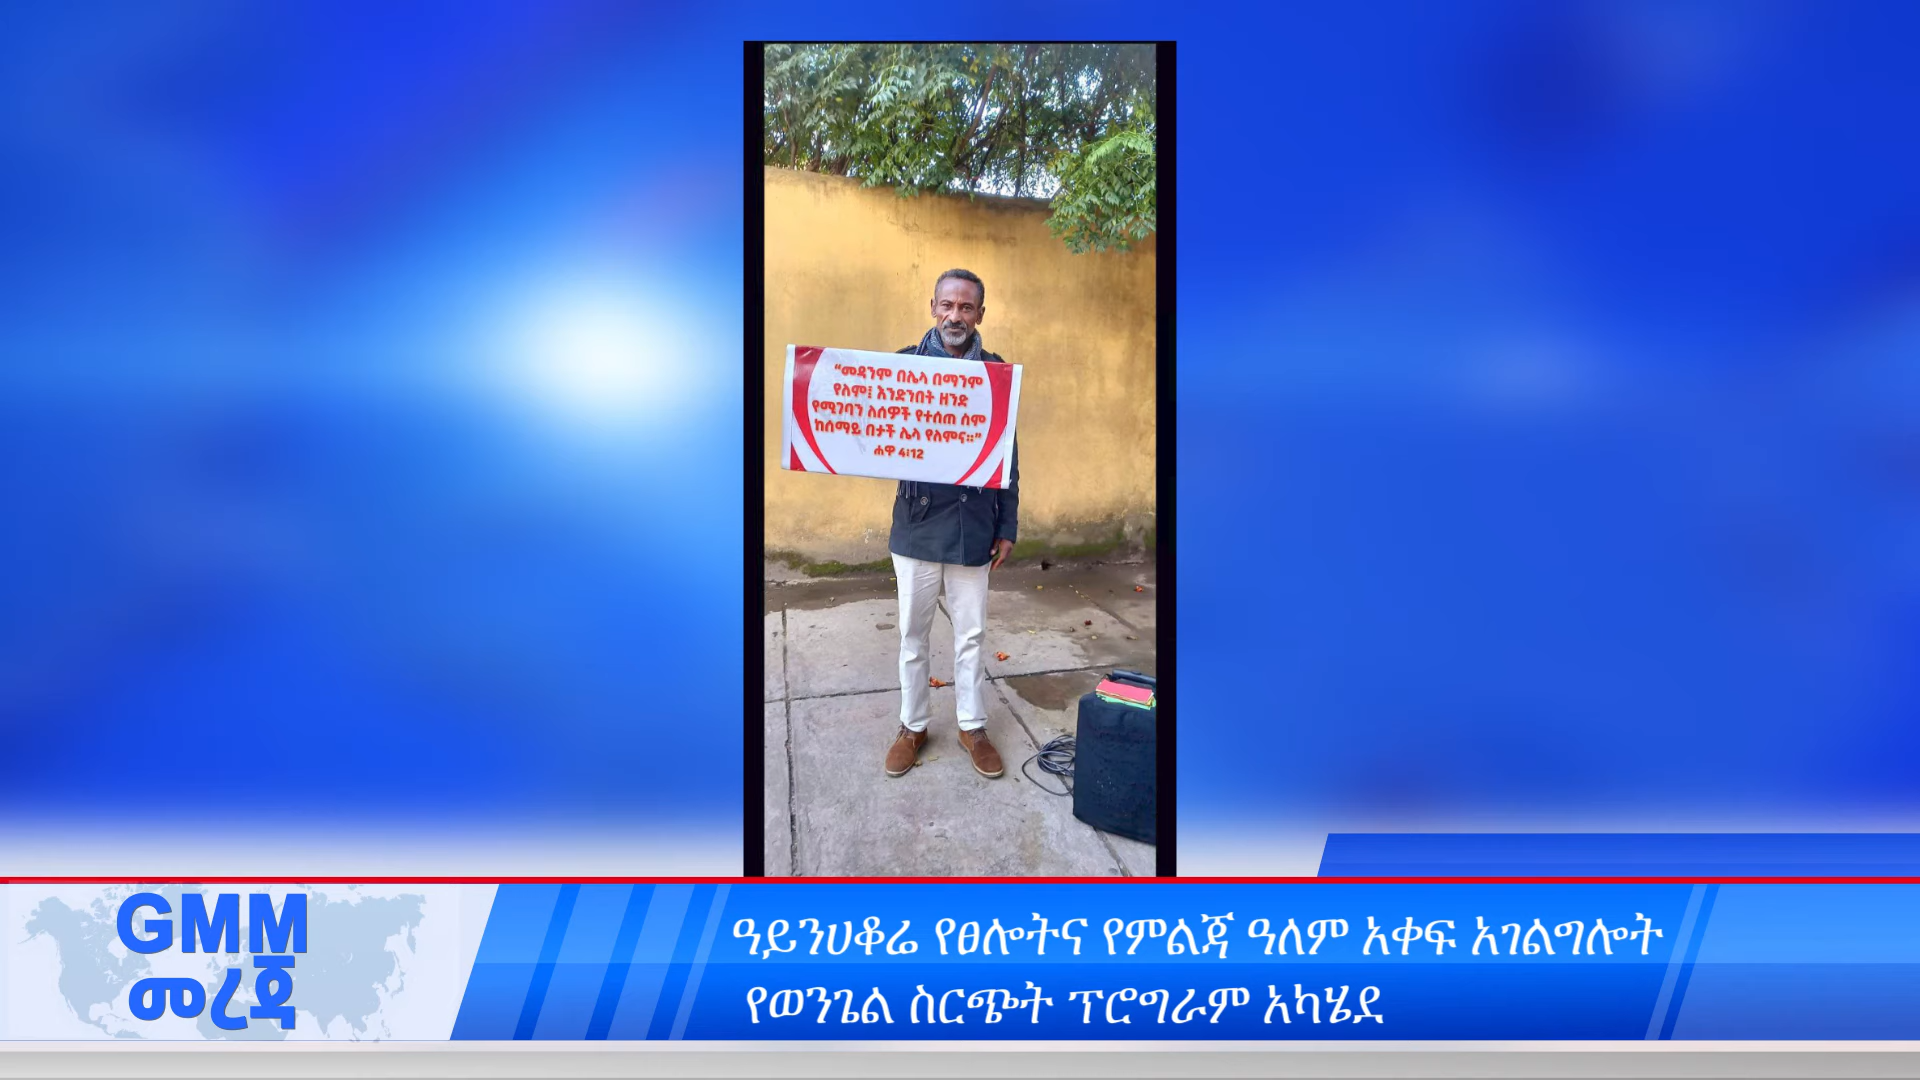 “መዳንም በሌላ በማንም
የለም፤ እንድንበት ዘንድ
የሚገባን ለሰዎች የተሰጠ ስም
ከሰማይ በታች ሌላ የለምና።”
ሐዋ 4፡12
GMM
መረጃ
ዓይንሀቆሬ የፀሎትና የምልጃ ዓለም አቀፍ አገልግሎት
የወንጌል ስርጭት ፕሮግራም አካሄደ